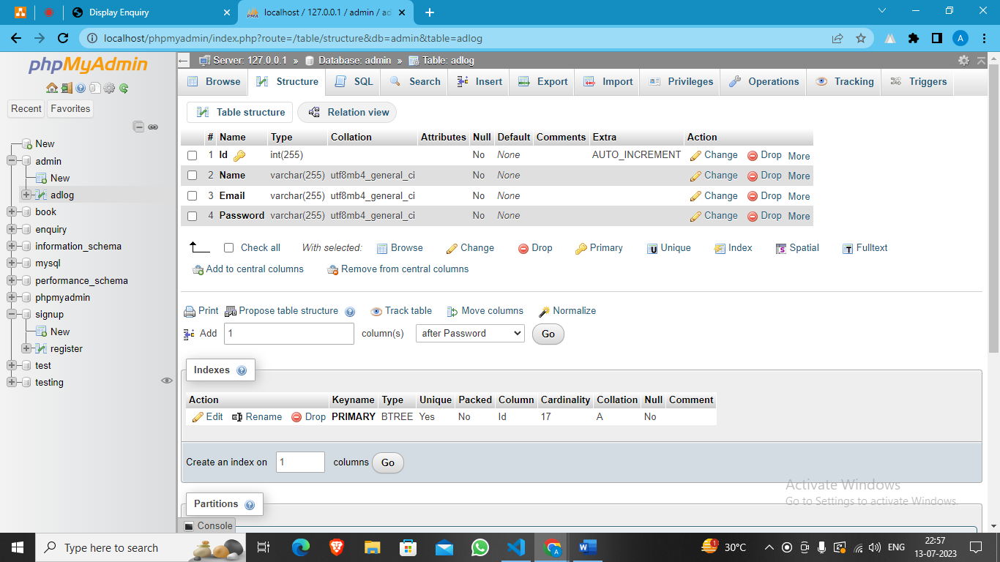 Display Enquiry
localhost / 127.0.0.1 / admin / ad
localhost/phpmyadmin/index.php?route=/table/structure&db=admin&table=adlog
A
phpMyAdmin
Recent Favorites
New
admin
New
adlog
book
enquiry
information_schema
mysql
performance_schema
phpmyadmin
signup
New
register
test
testing
Server: 127.0.0.1 » Database: admin » Table: adlog
Browse Structure SQL Search Insert Export Import Privileges Operations Tracking Triggers
Table structure Relation view
# Name Type Collation Attributes Null Default Comments Extra Action
1 Id int(255) No None AUTO_INCREMENT Change Drop More
2 Name varchar(255) utf8mb4_general_ci No None Change Drop More
3 Email varchar(255) utf8mb4_general_ci No None Change Drop More
4 Password varchar(255) utf8mb4_general_ci No None Change Drop More
Check all With selected: Browse Change Drop Primary Unique Index Spatial Fulltext
Add to central columns Remove from central columns
Print Propose table structure Track table Move columns Normalize
Add 1 column(s) after Password Go
Indexes
Action Keyname Type Unique Packed Column Cardinality Collation Null Comment
Edit Rename Drop PRIMARY BTREE Yes No Id 17 A No
Create an index on 1 columns Go
Partitions
Console
Activate Windows
Go to Settings to activate Windows.
Type here to search
1
30°C
ENG
22:57
13-07-2023